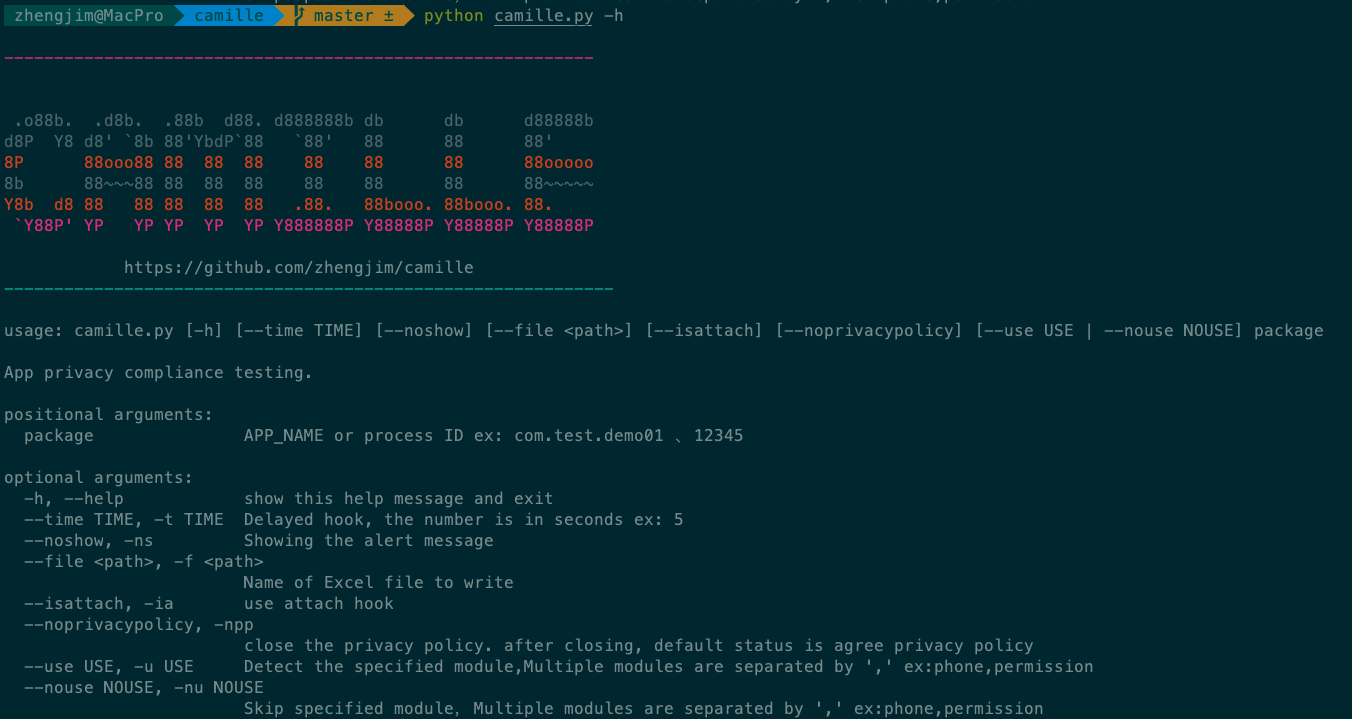 zhengjim@MacPro camille master ± python camille.py -h
-----------------------------------------------------------
 .o88b.  .d8b.  .88b  d88. d888888b db      db      d88888b
d8P  Y8 d8' `8b 88'YbdP`88   `88'   88      88      88'
8P      88ooo88 88  88  88    88    88      88      88ooooo
8b      88~~~88 88  88  88    88    88      88      88~~~~~
Y8b  d8 88   88 88  88  88   .88.   88booo. 88booo. 88.
 `Y88P' YP   YP YP  YP  YP Y888888P Y88888P Y88888P Y88888P
            https://github.com/zhengjim/camille
-------------------------------------------------------------
usage: camille.py [-h] [--time TIME] [--noshow] [--file <path>] [--isattach] [--noprivacypolicy] [--use USE | --nouse NOUSE] package
App privacy compliance testing.
positional arguments:
  package               APP_NAME or process ID ex: com.test.demo01 、12345
optional arguments:
  -h, --help            show this help message and exit
  --time TIME, -t TIME  Delayed hook, the number is in seconds ex: 5
  --noshow, -ns         Showing the alert message
  --file <path>, -f <path>
                        Name of Excel file to write
  --isattach, -ia       use attach hook
  --noprivacypolicy, -npp
                        close the privacy policy. after closing, default status is agree privacy policy
  --use USE, -u USE     Detect the specified module,Multiple modules are separated by ',' ex:phone,permission
  --nouse NOUSE, -nu NOUSE
                        Skip specified module，Multiple modules are separated by ',' ex:phone,permission